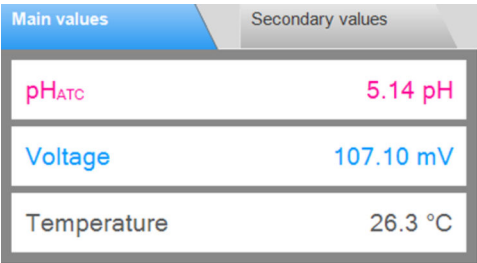 Main values
Secondary values
pHATC 5.14 pH
Voltage 107.10 mV
Temperature 26.3 °C